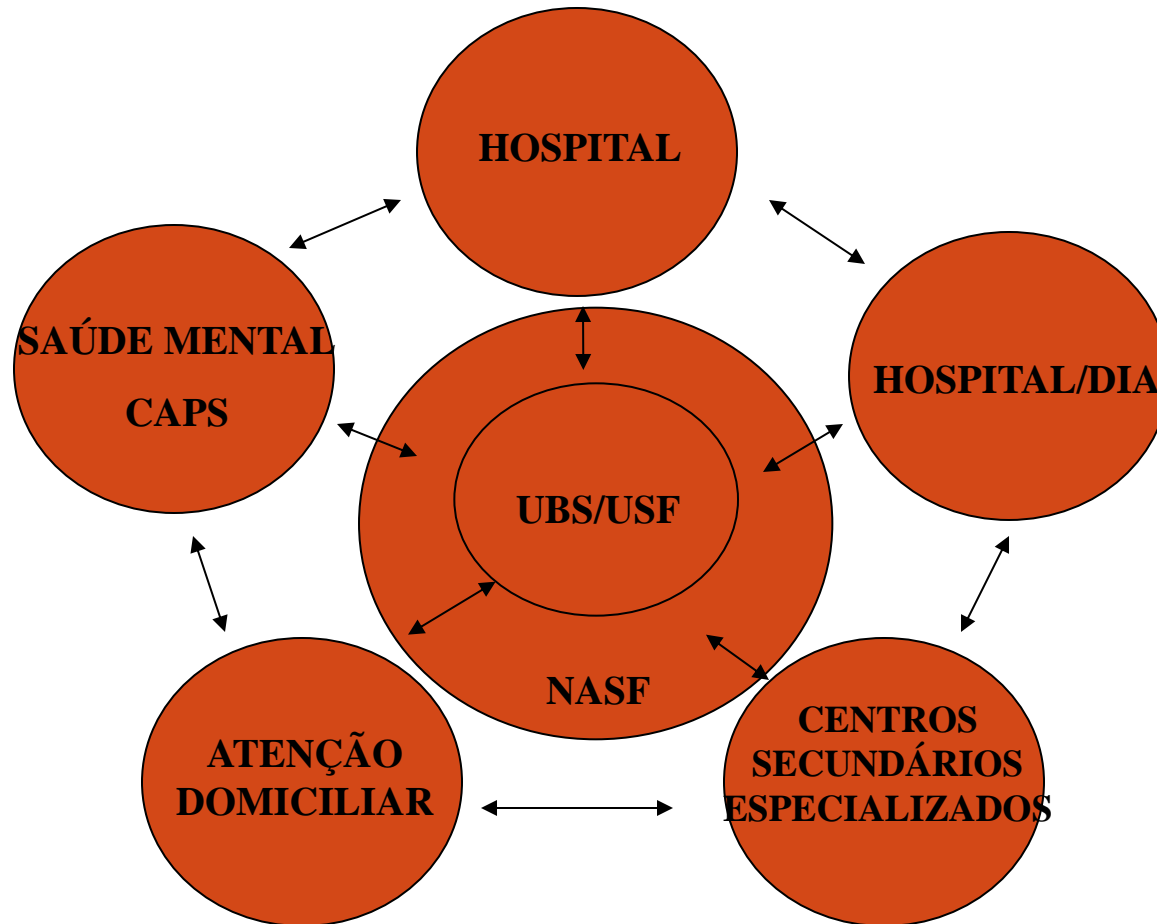 HOSPITAL
SAÚDE MENTAL
CAPS
HOSPITAL/DIA
UBS/USF
NASF
ATENÇÃO
DOMICILIAR
CENTROS
SECUNDÁRIOS
ESPECIALIZADOS